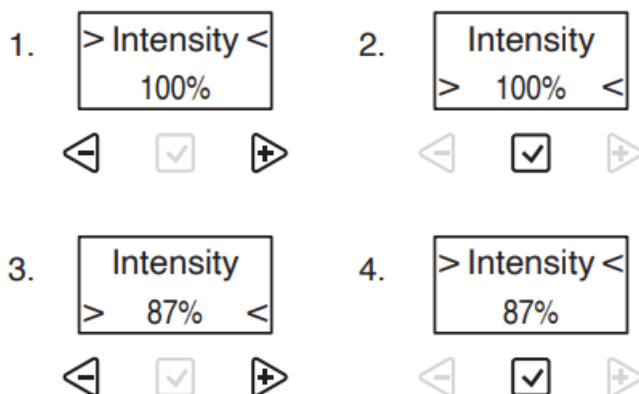 1.
> Intensity <
100%
2.
Intensity
> 100% <
3.
Intensity
> 87% <
4.
> Intensity <
87%